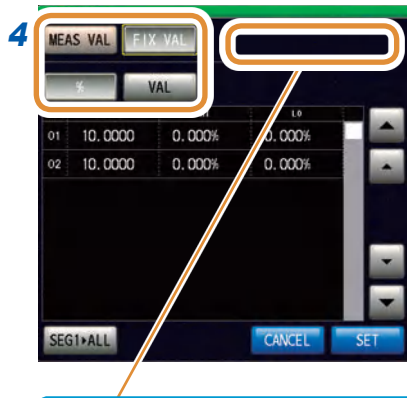 4
MEAS VAL FIX VAL
% VAL
LO
01 10.0000 0.000% 0.000%
02 10.0000 0.000% 0.000%
SEG1▸ALL CANCEL SET